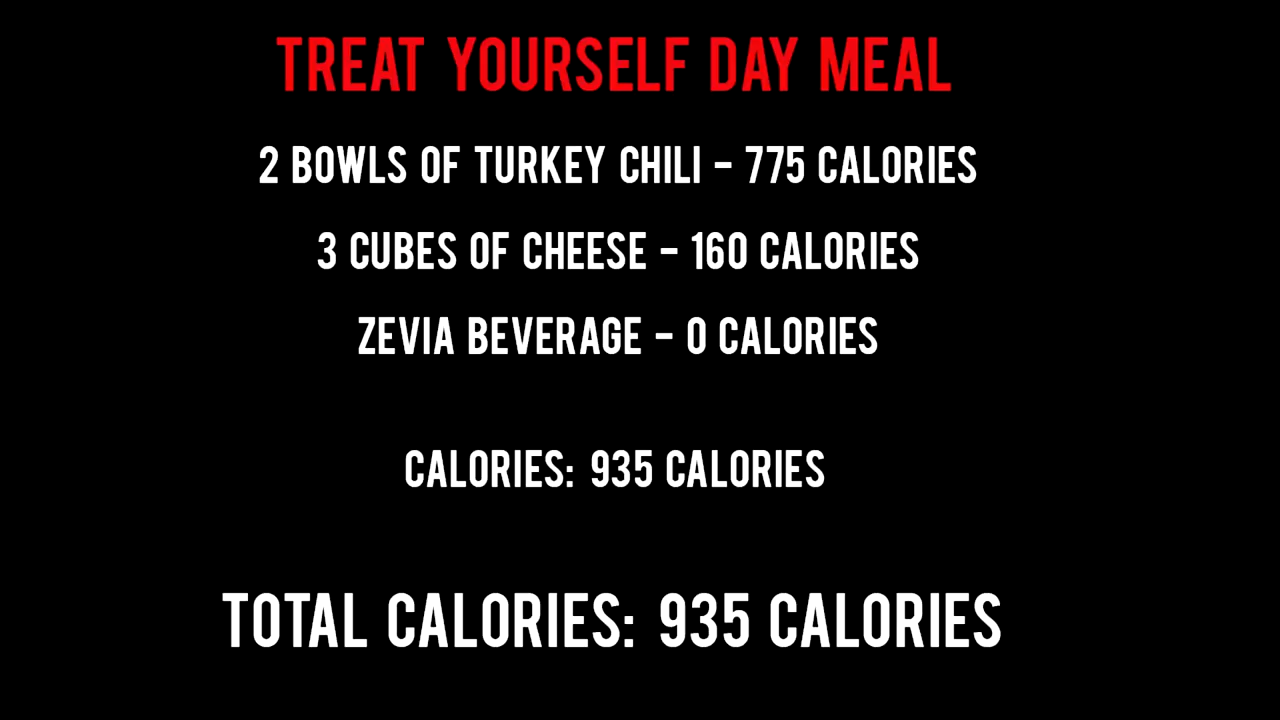 TREAT YOURSELF DAY MEAL
2 BOWLS OF TURKEY CHILI - 775 CALORIES
3 CUBES OF CHEESE - 160 CALORIES
ZEVIA BEVERAGE - 0 CALORIES
CALORIES: 935 CALORIES
TOTAL CALORIES: 935 CALORIES